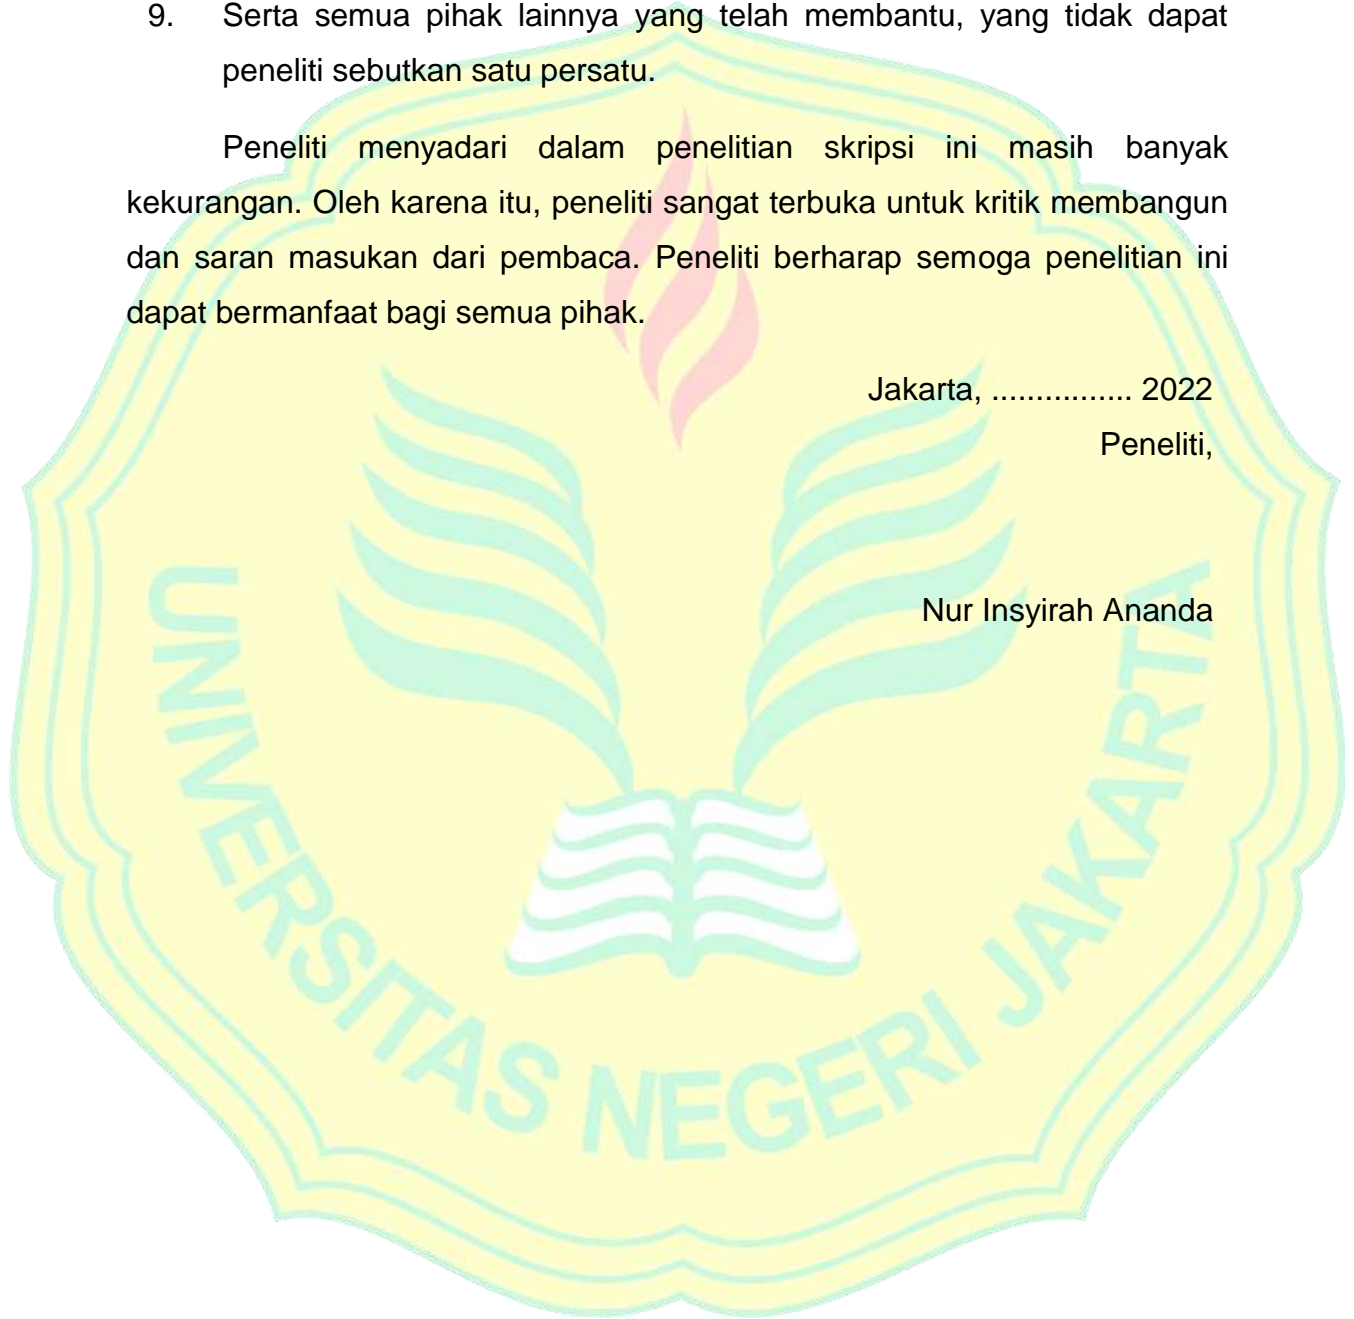 9. Serta semua pihak lainnya yang telah membantu, yang tidak dapat
peneliti sebutkan satu persatu.
Peneliti menyadari dalam penelitian skripsi ini masih banyak
kekurangan. Oleh karena itu, peneliti sangat terbuka untuk kritik membangun
dan saran masukan dari pembaca. Peneliti berharap semoga penelitian ini
dapat bermanfaat bagi semua pihak.
Jakarta, ................ 2022
Peneliti,
Nur Insyirah Ananda
UNIVERSITAS NEGERI JAKARTA